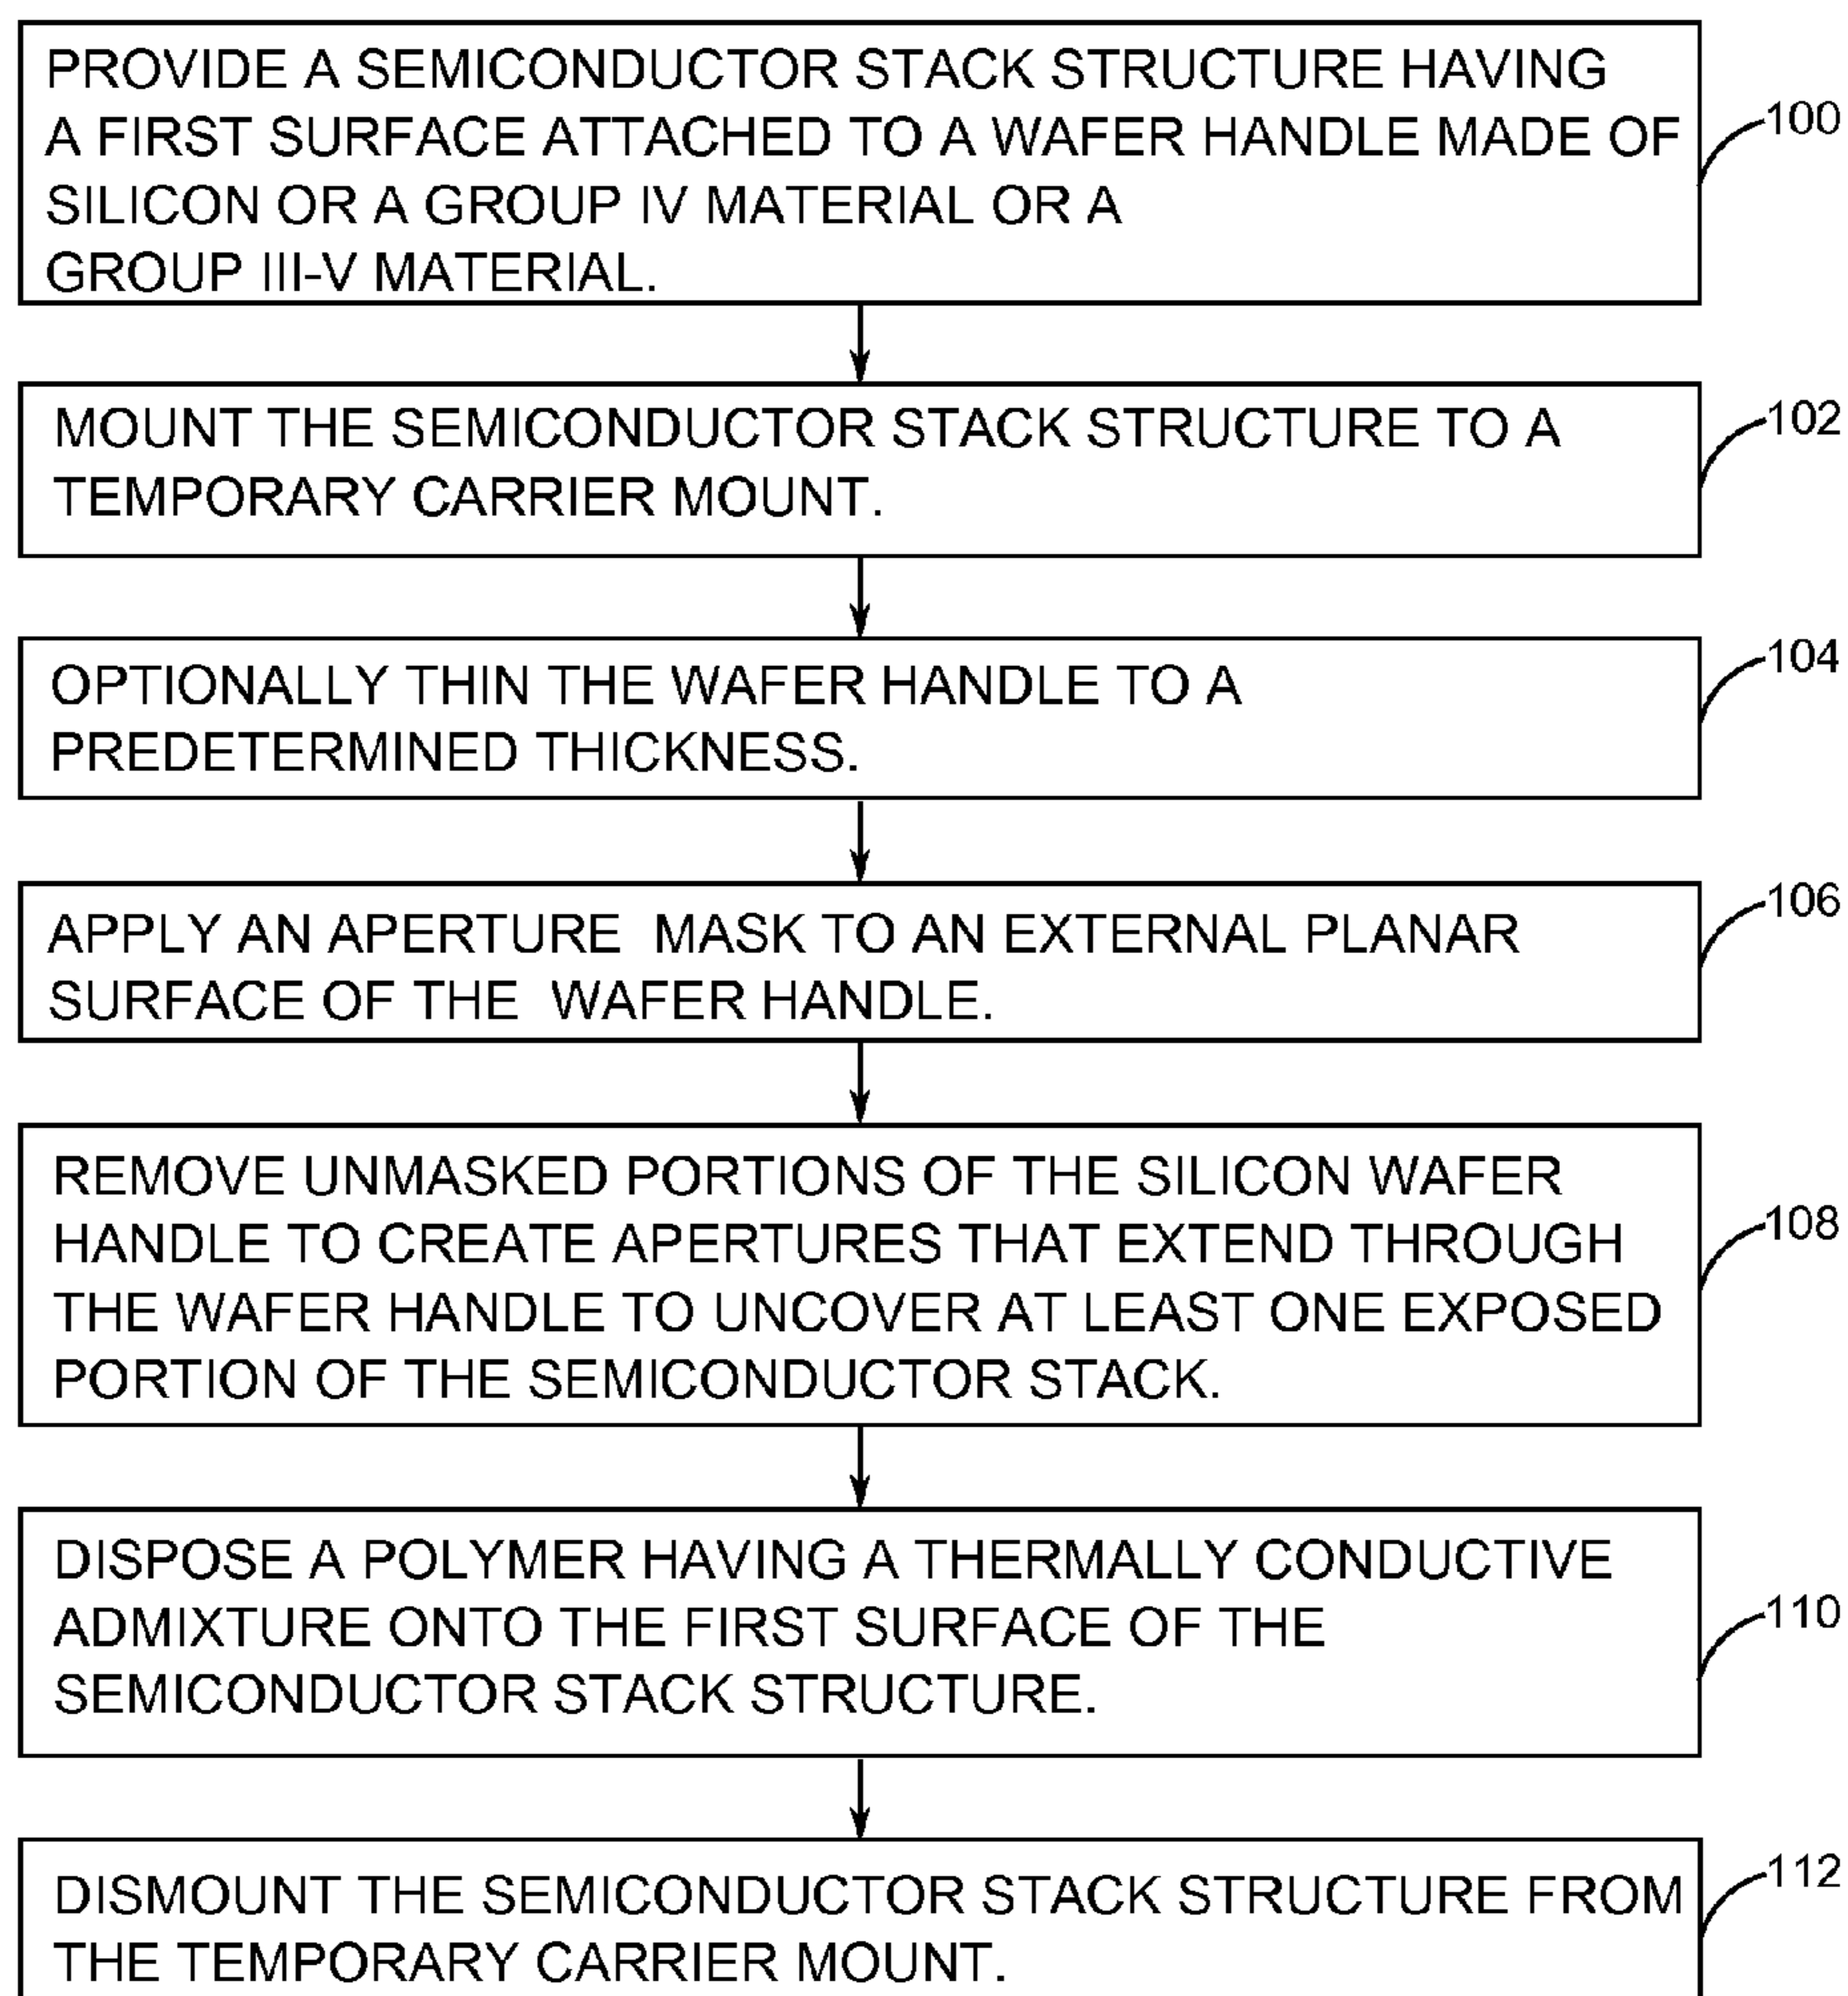 PROVIDE A SEMICONDUCTOR STACK STRUCTURE HAVING
A FIRST SURFACE ATTACHED TO A WAFER HANDLE MADE OF
SILICON OR A GROUP IV MATERIAL OR A
GROUP III-V MATERIAL.
100
MOUNT THE SEMICONDUCTOR STACK STRUCTURE TO A
TEMPORARY CARRIER MOUNT.
102
OPTIONALLY THIN THE WAFER HANDLE TO A
PREDETERMINED THICKNESS.
104
APPLY AN APERTURE MASK TO AN EXTERNAL PLANAR
SURFACE OF THE WAFER HANDLE.
106
REMOVE UNMASKED PORTIONS OF THE SILICON WAFER
HANDLE TO CREATE APERTURES THAT EXTEND THROUGH
THE WAFER HANDLE TO UNCOVER AT LEAST ONE EXPOSED
PORTION OF THE SEMICONDUCTOR STACK.
108
DISPOSE A POLYMER HAVING A THERMALLY CONDUCTIVE
ADMIXTURE ONTO THE FIRST SURFACE OF THE
SEMICONDUCTOR STACK STRUCTURE.
110
DISMOUNT THE SEMICONDUCTOR STACK STRUCTURE FROM
THE TEMPORARY CARRIER MOUNT.
112